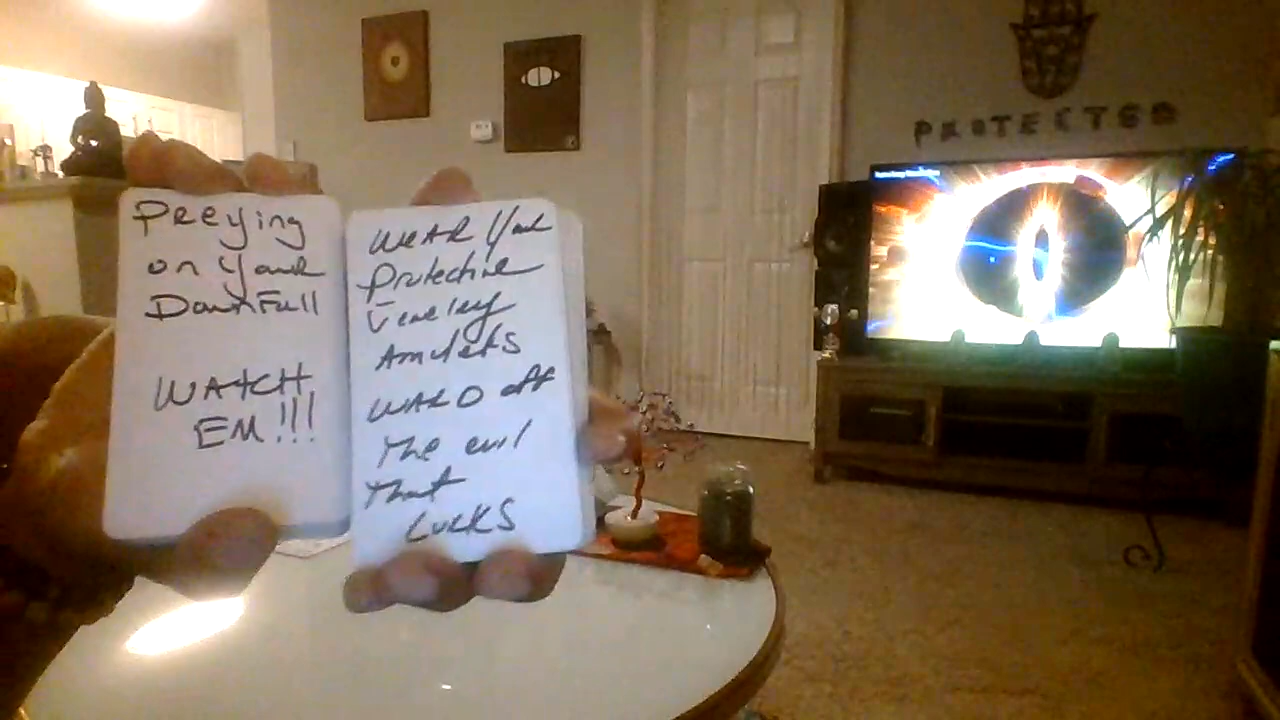 Preying
on Your
DownFall
WATCH
EM!!!
WEAR Your
Protective
Jewelry
Amulets
WARD off
The evil
That
LURKS
PROTECTED